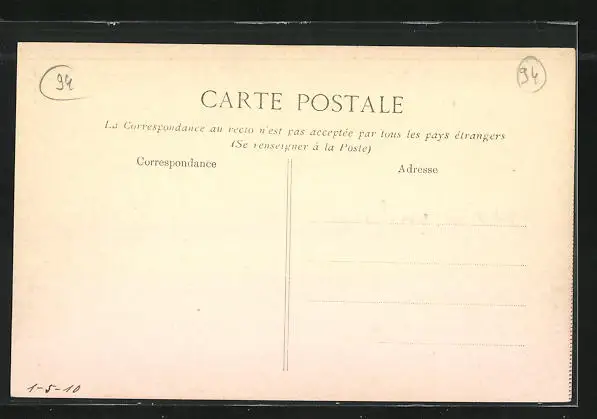 94
94
CARTE POSTALE
La Correspondance au recto n'est pas acceptée par tous les pays étrangers
(Se renseigner à la Poste)
Correspondance
Adresse
1-5-10